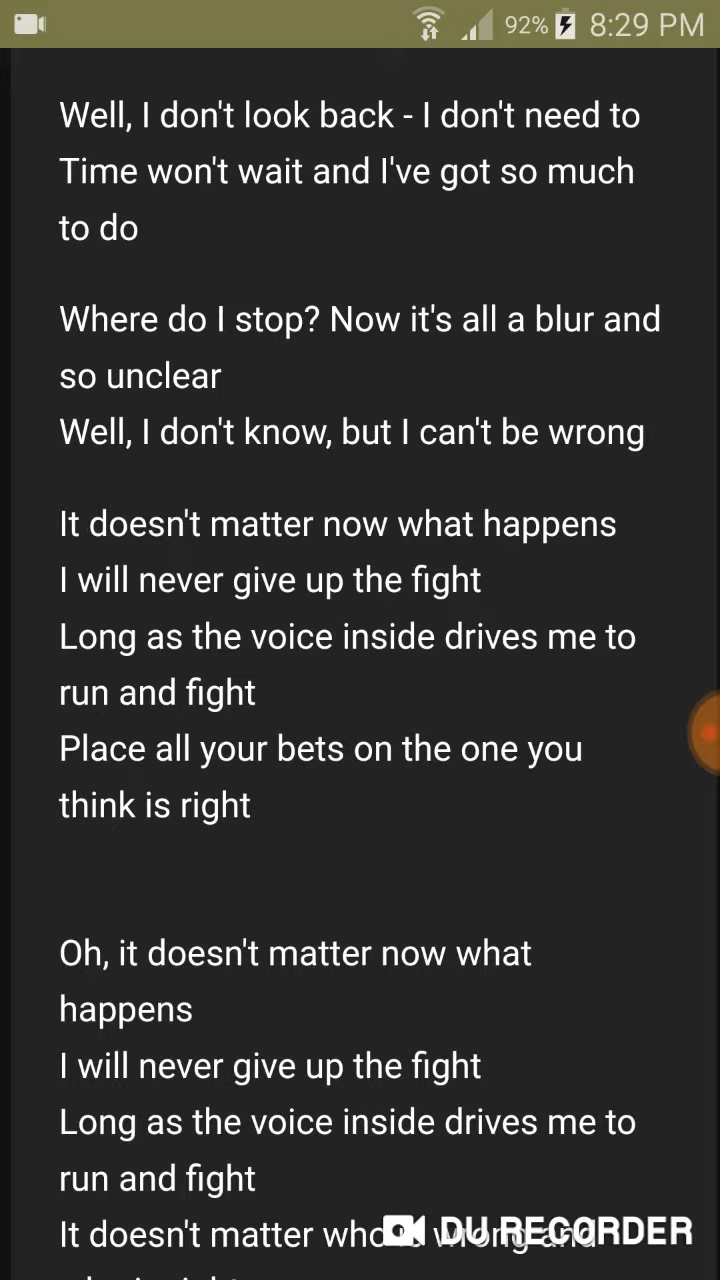 92% 8:29 PM
Well, I don't look back - I don't need to
Time won't wait and I've got so much
to do
Where do I stop? Now it's all a blur and
so unclear
Well, I don't know, but I can't be wrong
It doesn't matter now what happens
I will never give up the fight
Long as the voice inside drives me to
run and fight
Place all your bets on the one you
think is right
Oh, it doesn't matter now what
happens
I will never give up the fight
Long as the voice inside drives me to
run and fight
It doesn't matter who is wrong and
DU RECORDER